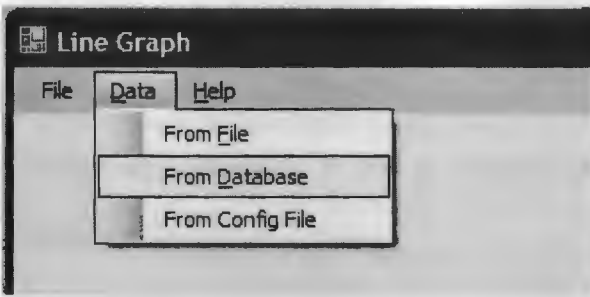 Line Graph
File Data Help
From File
From Database
From Config File